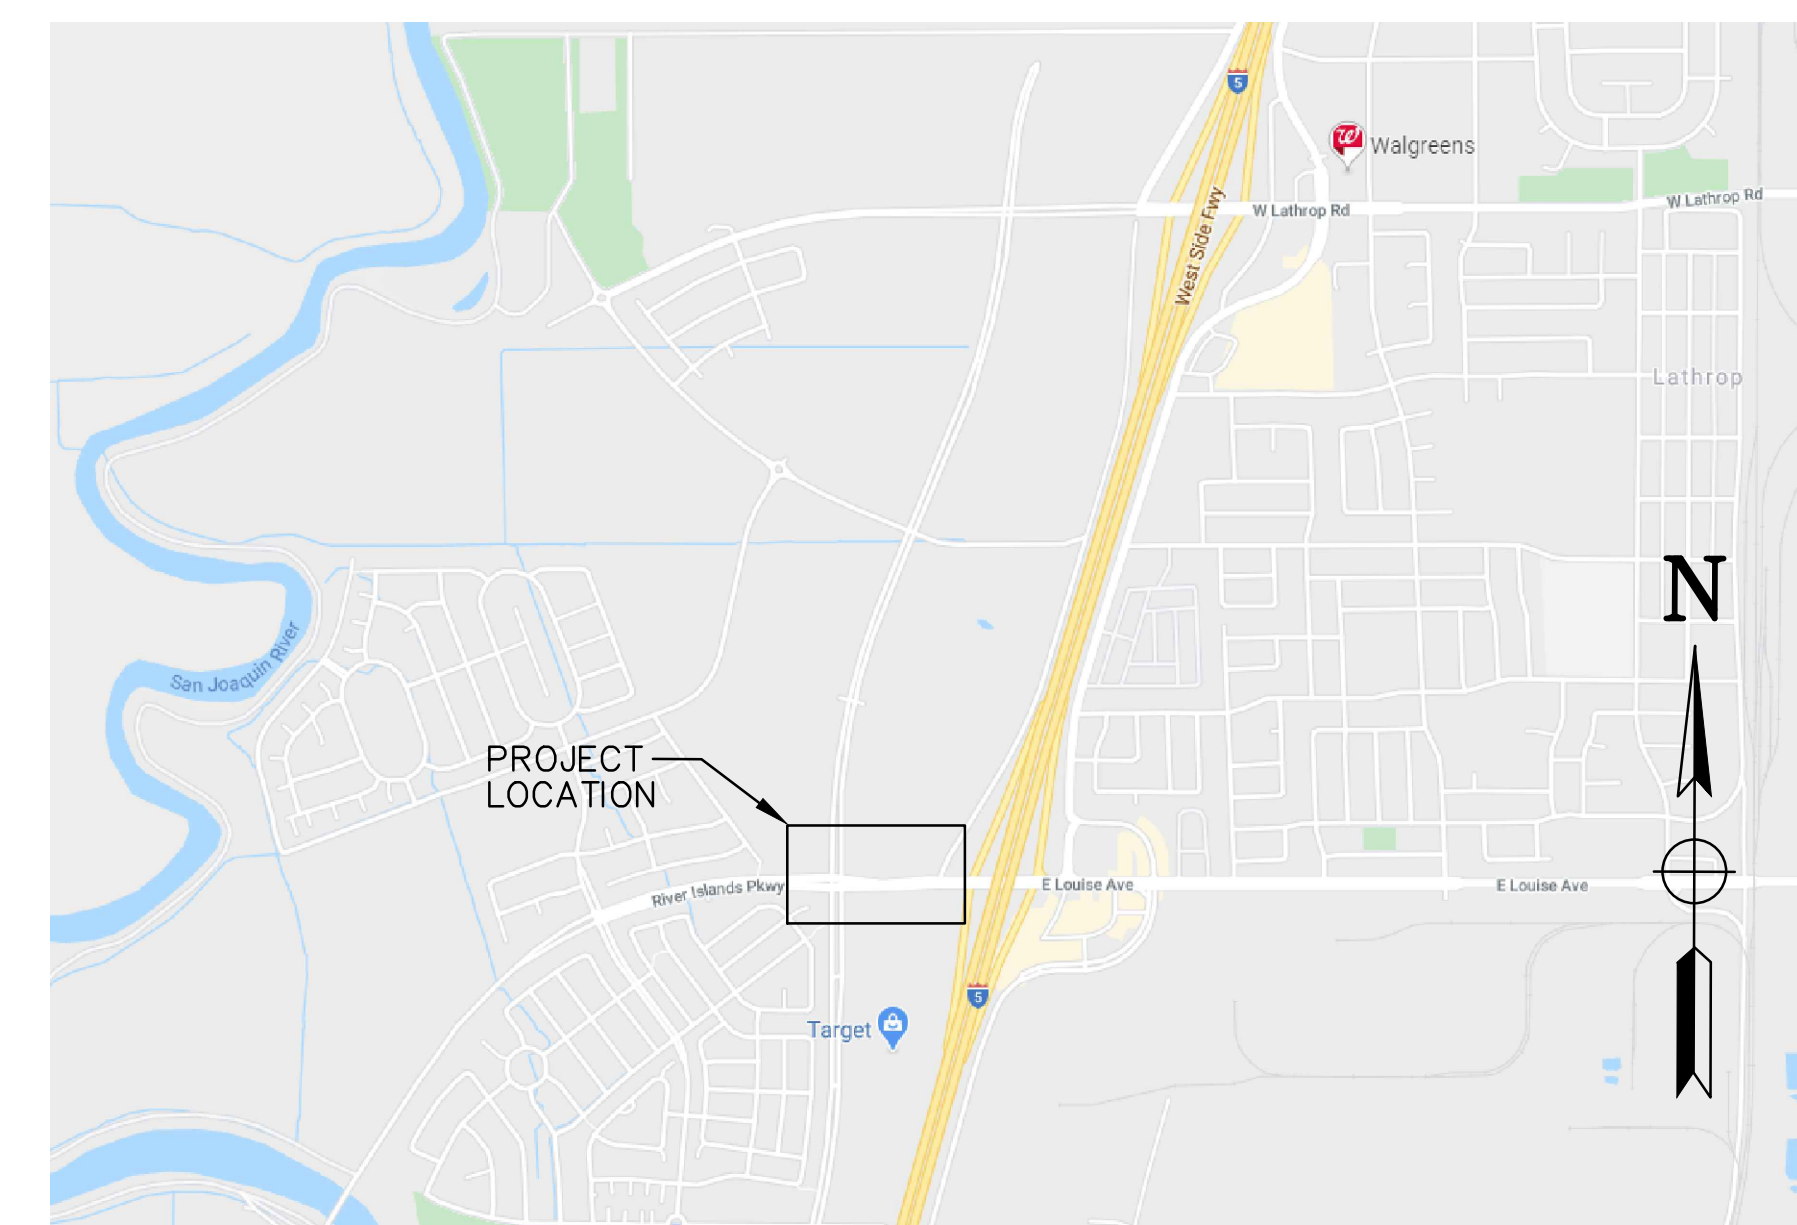 5
Walgreens
W Lathrop Rd
W Lathrop Rd
West Side Fwy
Lathrop
N
San Joaquin River
PROJECT
LOCATION
River Islands Pkwy
E Louise Ave
E Louise Ave
5
Target